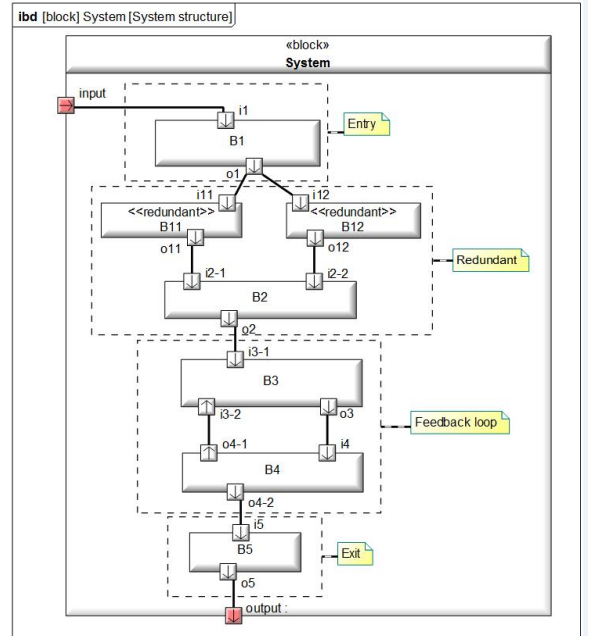 ibd [block] System [System structure]
«block»
System
input
i1
Entry
B1
o1
i11
i12
<<redundant>>
B11
<<redundant>>
B12
o11
o12
Redundant
i2-1
i2-2
B2
o2
i3-1
B3
i3-2
o3
Feedback loop
o4-1
i4
B4
o4-2
i5
B5
Exit
o5
output :